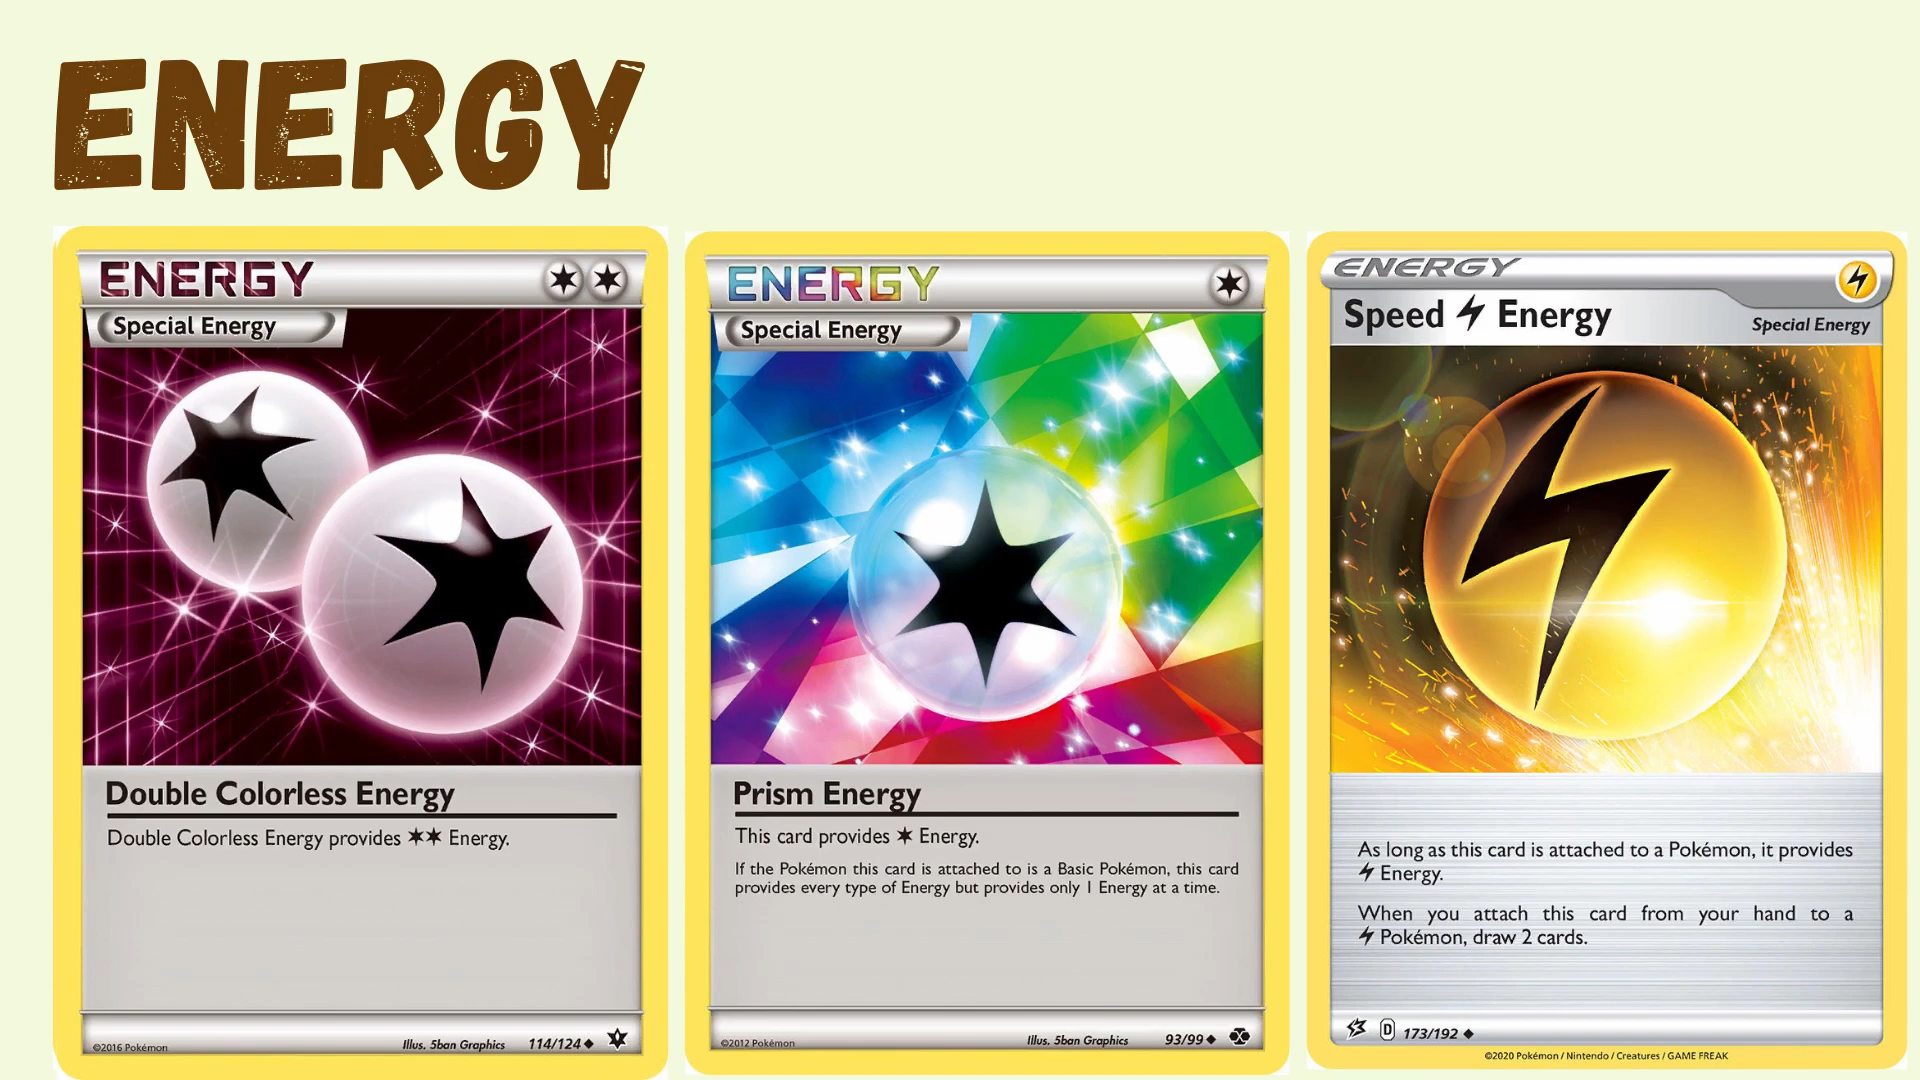 ENERGY
ENERGY
Special Energy
Double Colorless Energy
Double Colorless Energy provides Energy.
©2016 Pokémon
Illus. 5ban Graphics
114/124
ENERGY
Special Energy
Prism Energy
This card provides Energy.
If the Pokémon this card is attached to is a Basic Pokémon, this card
provides every type of Energy but provides only 1 Energy at a time.
©2012 Pokémon
Illus. 5ban Graphics
93/99
ENERGY
Speed Energy
Special Energy
As long as this card is attached to a Pokémon, it provides
Energy.
When you attach this card from your hand to a
Pokémon, draw 2 cards.
D 173/192
©2020 Pokémon / Nintendo / Creatures / GAME FREAK